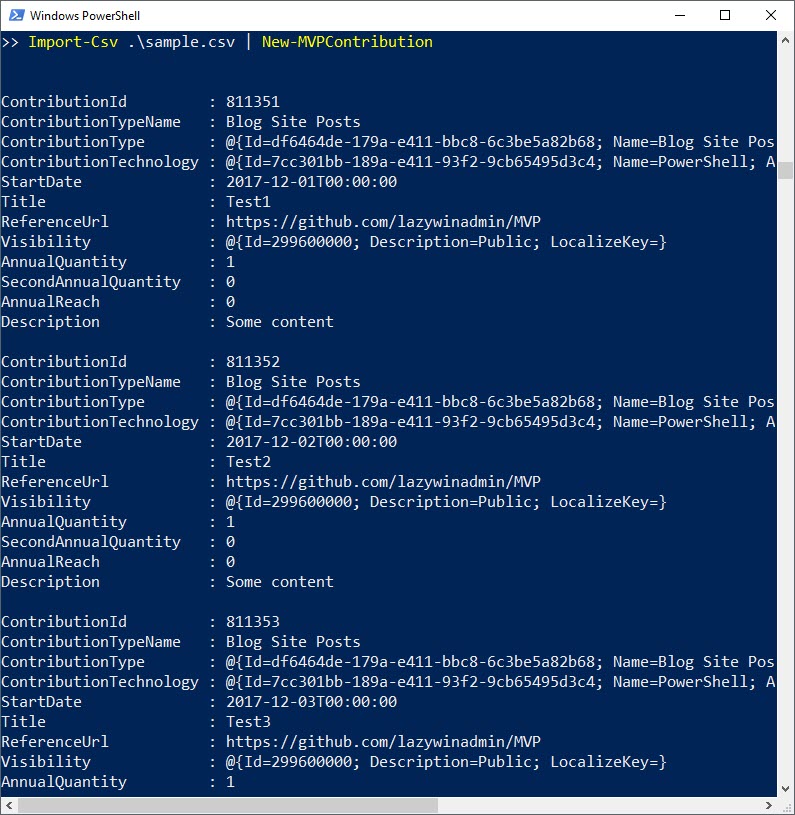 Windows PowerShell
>> Import-Csv .\sample.csv | New-MVPContribution
ContributionId         : 811351
ContributionTypeName   : Blog Site Posts
ContributionType       : @{Id=df6464de-179a-e411-bbc8-6c3be5a82b68; Name=Blog Site Pos
ContributionTechnology : @{Id=7cc301bb-189a-e411-93f2-9cb65495d3c4; Name=PowerShell; A
StartDate              : 2017-12-01T00:00:00
Title                  : Test1
ReferenceUrl           : https://github.com/lazywinadmin/MVP
Visibility             : @{Id=299600000; Description=Public; LocalizeKey=}
AnnualQuantity         : 1
SecondAnnualQuantity   : 0
AnnualReach            : 0
Description            : Some content
ContributionId         : 811352
ContributionTypeName   : Blog Site Posts
ContributionType       : @{Id=df6464de-179a-e411-bbc8-6c3be5a82b68; Name=Blog Site Pos
ContributionTechnology : @{Id=7cc301bb-189a-e411-93f2-9cb65495d3c4; Name=PowerShell; A
StartDate              : 2017-12-02T00:00:00
Title                  : Test2
ReferenceUrl           : https://github.com/lazywinadmin/MVP
Visibility             : @{Id=299600000; Description=Public; LocalizeKey=}
AnnualQuantity         : 1
SecondAnnualQuantity   : 0
AnnualReach            : 0
Description            : Some content
ContributionId         : 811353
ContributionTypeName   : Blog Site Posts
ContributionType       : @{Id=df6464de-179a-e411-bbc8-6c3be5a82b68; Name=Blog Site Pos
ContributionTechnology : @{Id=7cc301bb-189a-e411-93f2-9cb65495d3c4; Name=PowerShell; A
StartDate              : 2017-12-03T00:00:00
Title                  : Test3
ReferenceUrl           : https://github.com/lazywinadmin/MVP
Visibility             : @{Id=299600000; Description=Public; LocalizeKey=}
AnnualQuantity         : 1